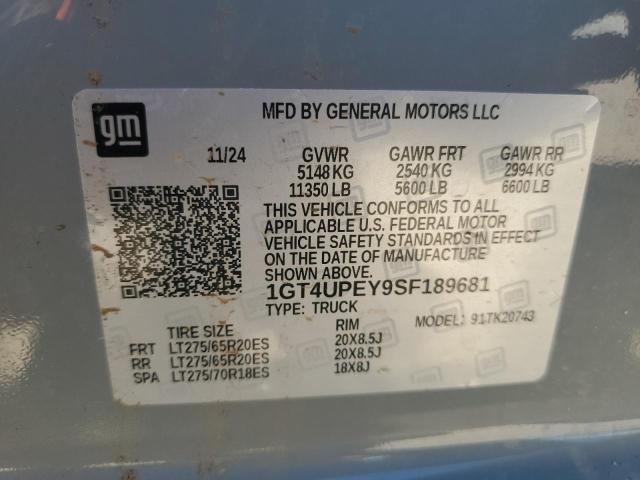 gm
MFD BY GENERAL MOTORS LLC
11/24 GVWR GAWR FRT GAWR RR
5148 KG 2540 KG 2994 KG
11350 LB 5600 LB 6600 LB
THIS VEHICLE CONFORMS TO ALL
APPLICABLE U.S. FEDERAL MOTOR
VEHICLE SAFETY STANDARDS IN EFFECT
ON THE DATE OF MANUFACTURE
SHOWN ABOVE.
1GT4UPEY9SF189681
TYPE: TRUCK MODEL: 91TK20743
TIRE SIZE RIM
FRT LT275/65R20ES 20X8.5J
RR LT275/65R20ES 20X8.5J
SPA LT275/70R18ES 18X8J